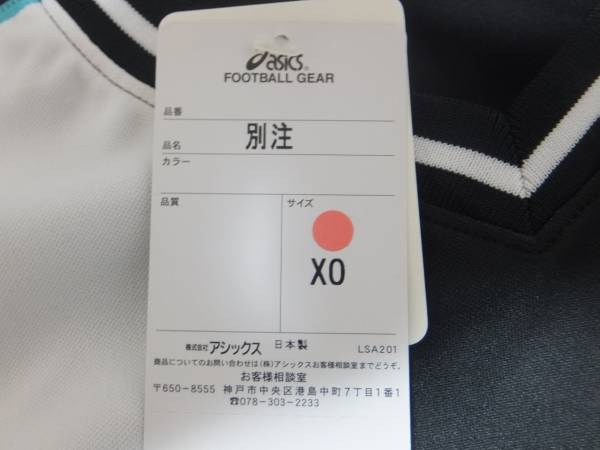 asics
FOOTBALL GEAR
品番
品名 別注
カラー
品質 サイズ
XO
株式会社 アシックス 日本製 LSA201
商品についてのお問い合わせは(株)アシックスお客様相談室までどうぞ。
お客様相談室
〒650-8555 神戸市中央区港島中町7丁目1番1
☎078-303-2233